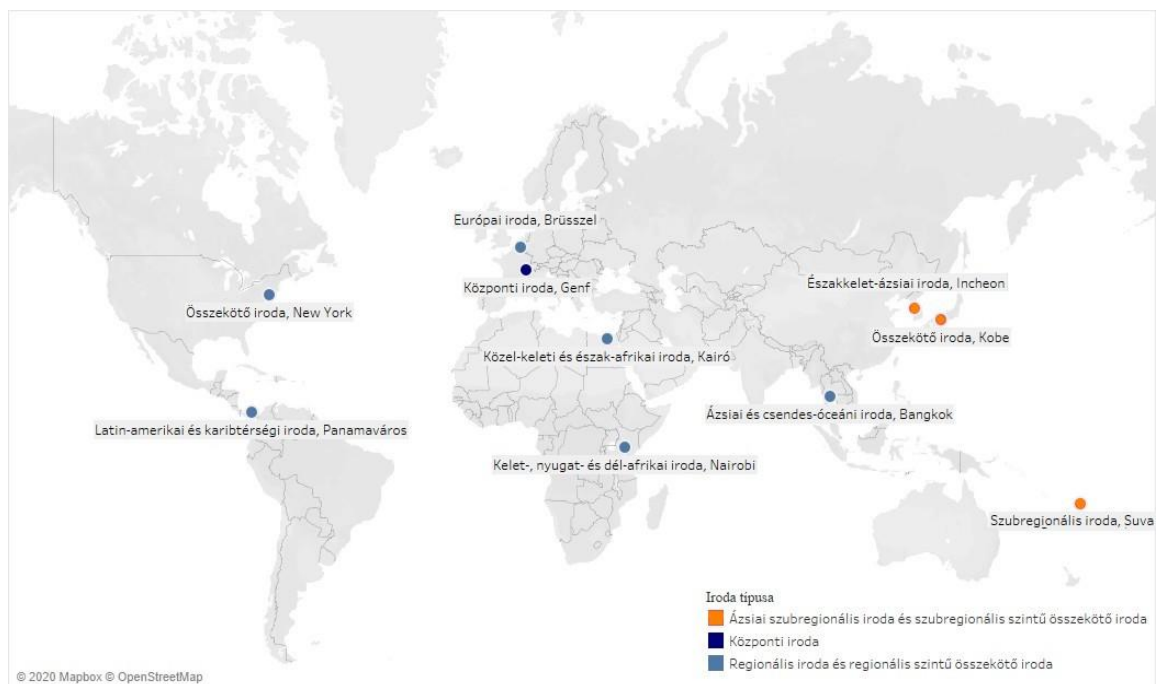 Európai iroda, Brüsszel
Központi iroda, Genf
Északkelet-ázsiai iroda, Incheon
Összekötő iroda, New York
Összekötő iroda, Kobe
Közel-keleti és észak-afrikai iroda, Kairó
Ázsiai és csendes-óceáni iroda, Bangkok
Latin-amerikai és karibtérségi iroda, Panamaváros
Kelet-, nyugat- és dél-afrikai iroda, Nairobi
Szubregionális iroda, Suva
Iroda típusa
Ázsiai szubregionális iroda és szubregionális szintű összekötő iroda
Központi iroda
Regionális iroda és regionális szintű összekötő iroda
© 2020 Mapbox © OpenStreetMap